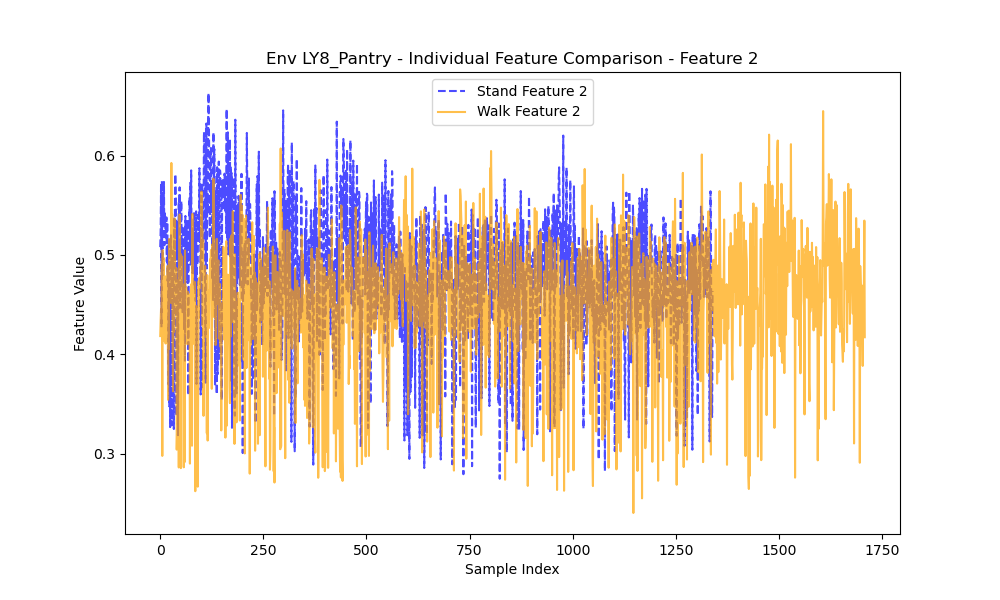 Env LY8_Pantry - Individual Feature Comparison - Feature 2
Stand Feature 2
Walk Feature 2
Feature Value
0.6
0.5
0.4
0.3
0
250
500
750
1000
1250
1500
1750
Sample Index